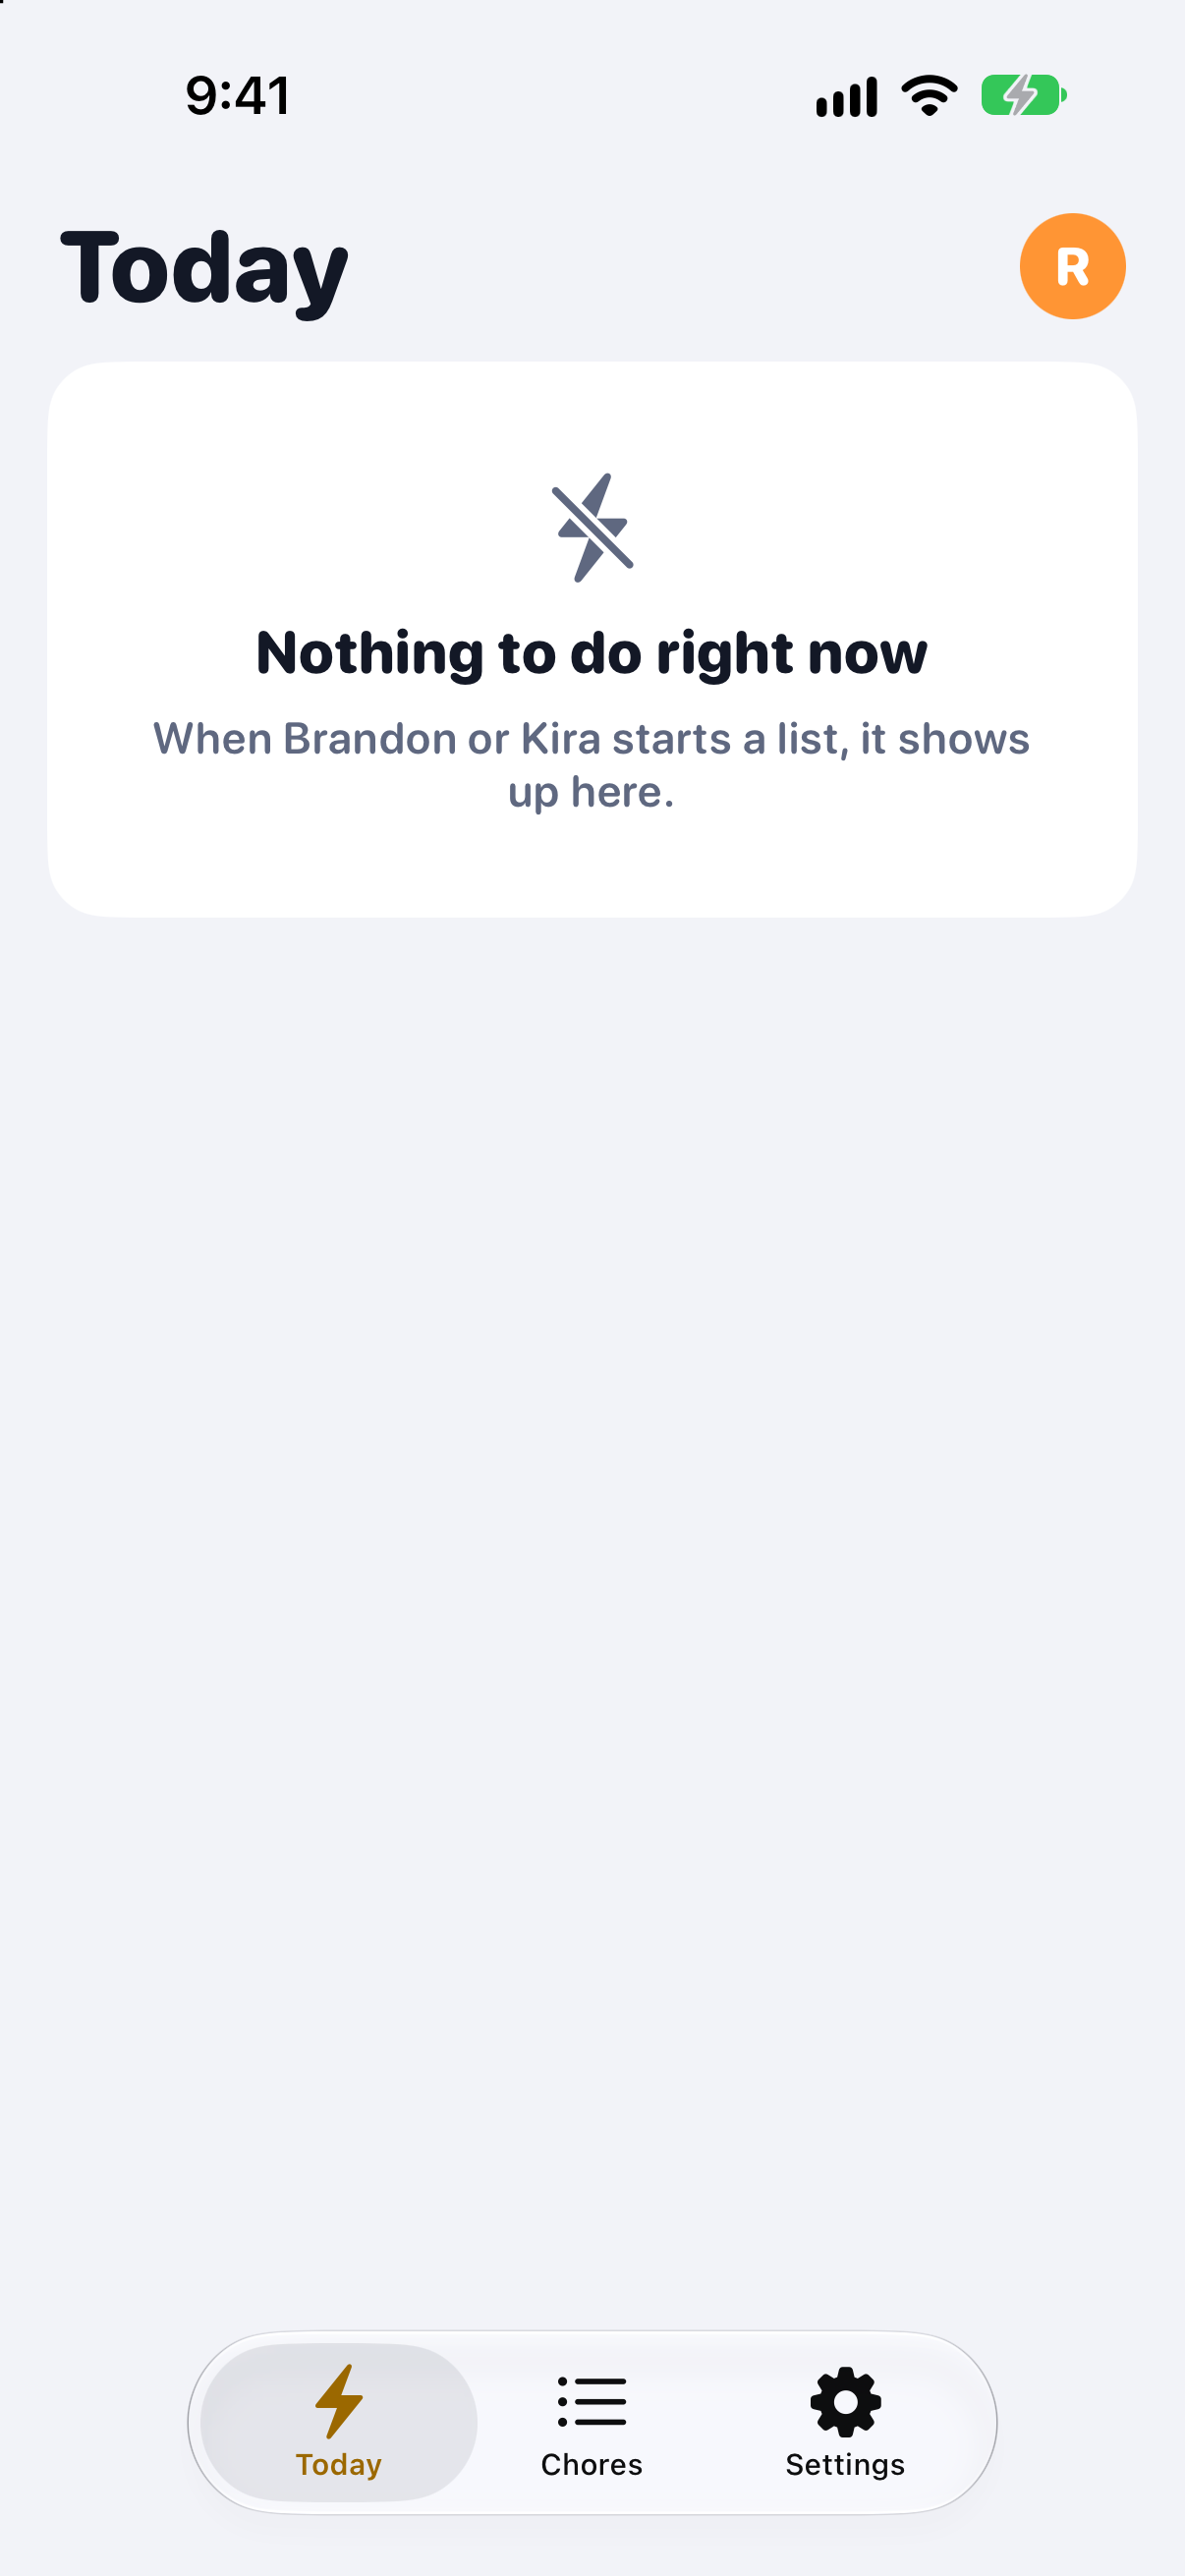 9:41
Today
R
Nothing to do right now
When Brandon or Kira starts a list, it shows
up here.
Today
Chores
Settings